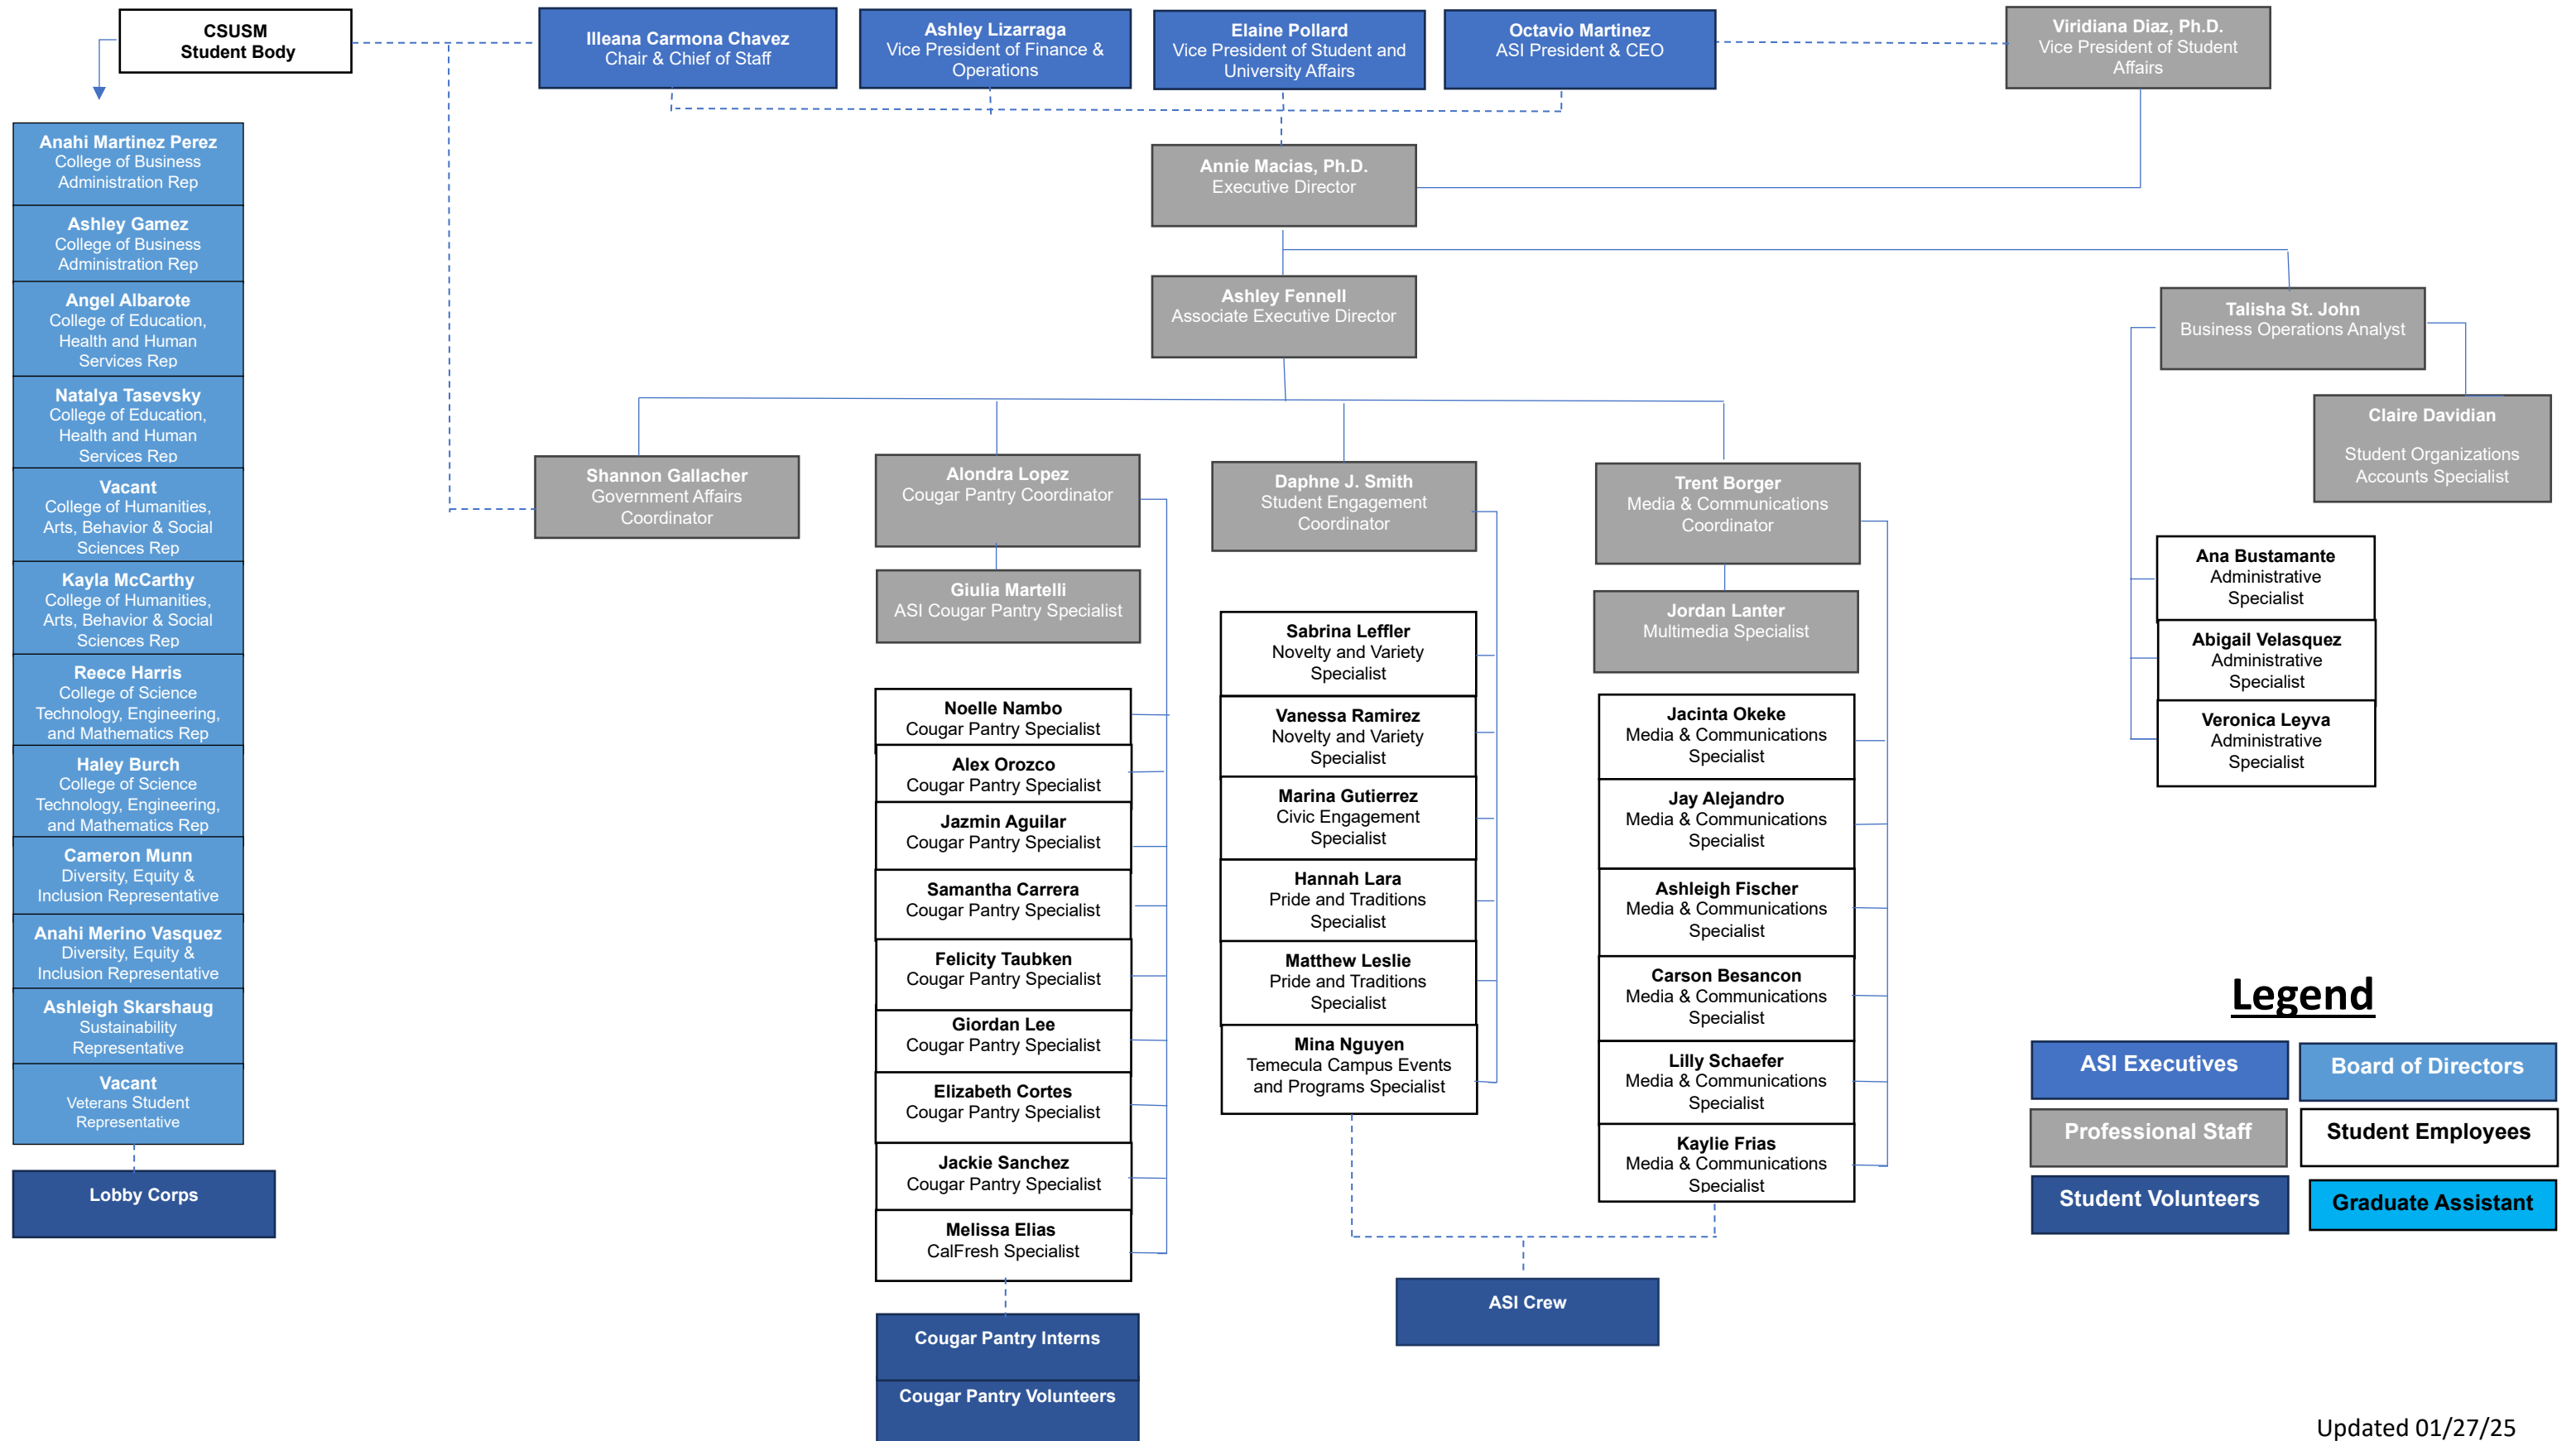 CSUSM
Student Body
Illeana Carmona Chavez
Chair & Chief of Staff
Ashley Lizarraga
Vice President of Finance &
Operations
Elaine Pollard
Vice President of Student and
University Affairs
Octavio Martinez
ASI President & CEO
Viridiana Diaz, Ph.D.
Vice President of Student
Affairs
Anahi Martinez Perez
College of Business
Administration Rep
Ashley Gamez
College of Business
Administration Rep
Angel Albarote
College of Education,
Health and Human
Services Rep
Natalya Tasevsky
College of Education,
Health and Human
Services Rep
Vacant
College of Humanities,
Arts, Behavior & Social
Sciences Rep
Kayla McCarthy
College of Humanities,
Arts, Behavior & Social
Sciences Rep
Reece Harris
College of Science
Technology, Engineering,
and Mathematics Rep
Haley Burch
College of Science
Technology, Engineering,
and Mathematics Rep
Cameron Munn
Diversity, Equity &
Inclusion Representative
Anahi Merino Vasquez
Diversity, Equity &
Inclusion Representative
Ashleigh Skarshaug
Sustainability
Representative
Vacant
Veterans Student
Representative
Lobby Corps
Annie Macias, Ph.D.
Executive Director
Ashley Fennell
Associate Executive Director
Talisha St. John
Business Operations Analyst
Claire Davidian
Student Organizations
Accounts Specialist
Ana Bustamante
Administrative
Specialist
Abigail Velasquez
Administrative
Specialist
Veronica Leyva
Administrative
Specialist
Shannon Gallacher
Government Affairs
Coordinator
Alondra Lopez
Cougar Pantry Coordinator
Giulia Martelli
ASI Cougar Pantry Specialist
Noelle Nambo
Cougar Pantry Specialist
Alex Orozco
Cougar Pantry Specialist
Jazmin Aguilar
Cougar Pantry Specialist
Samantha Carrera
Cougar Pantry Specialist
Felicity Taubken
Cougar Pantry Specialist
Giordan Lee
Cougar Pantry Specialist
Elizabeth Cortes
Cougar Pantry Specialist
Jackie Sanchez
Cougar Pantry Specialist
Melissa Elias
CalFresh Specialist
Cougar Pantry Interns
Cougar Pantry Volunteers
Daphne J. Smith
Student Engagement
Coordinator
Sabrina Leffler
Novelty and Variety
Specialist
Vanessa Ramirez
Novelty and Variety
Specialist
Marina Gutierrez
Civic Engagement
Specialist
Hannah Lara
Pride and Traditions
Specialist
Matthew Leslie
Pride and Traditions
Specialist
Mina Nguyen
Temecula Campus Events
and Programs Specialist
Trent Borger
Media & Communications
Coordinator
Jordan Lanter
Multimedia Specialist
Jacinta Okeke
Media & Communications
Specialist
Jay Alejandro
Media & Communications
Specialist
Ashleigh Fischer
Media & Communications
Specialist
Carson Besancon
Media & Communications
Specialist
Lilly Schaefer
Media & Communications
Specialist
Kaylie Frias
Media & Communications
Specialist
ASI Crew
Legend
ASI Executives
Board of Directors
Professional Staff
Student Employees
Student Volunteers
Graduate Assistant
Updated 01/27/25